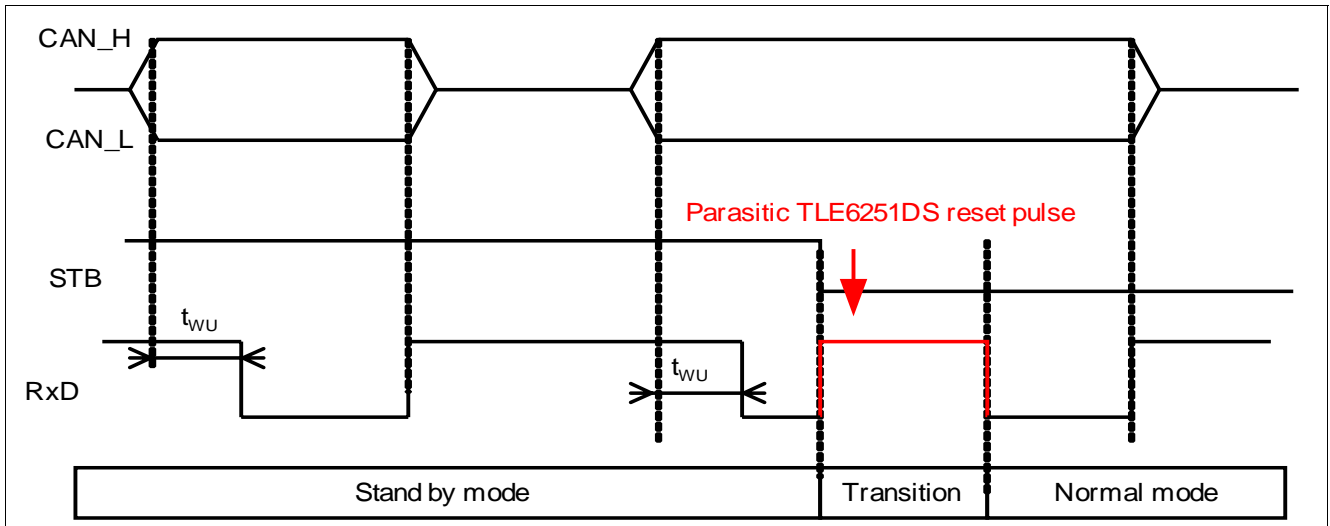 CAN_H
CAN_L
Parasitic TLE6251DS reset pulse
STB
tWU
RxD
tWU
Stand by mode
Transition
Normal mode